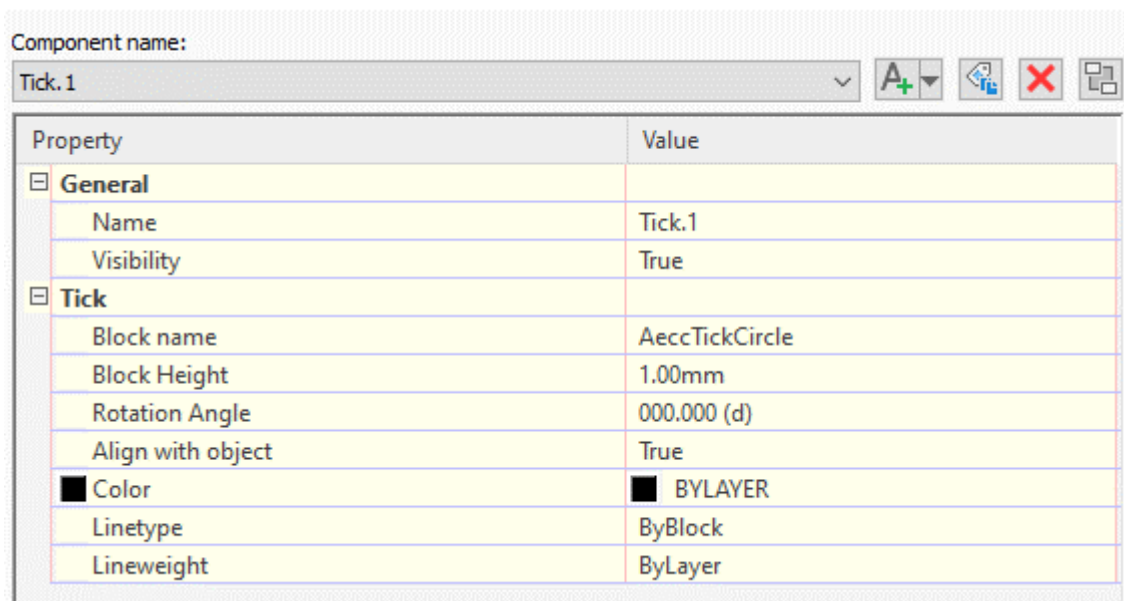 Component name:
Tick.1
Property Value
General
Name Tick.1
Visibility True
Tick
Block name AeccTickCircle
Block Height 1.00mm
Rotation Angle 000.000 (d)
Align with object True
Color BYLAYER
Linetype ByBlock
Lineweight ByLayer